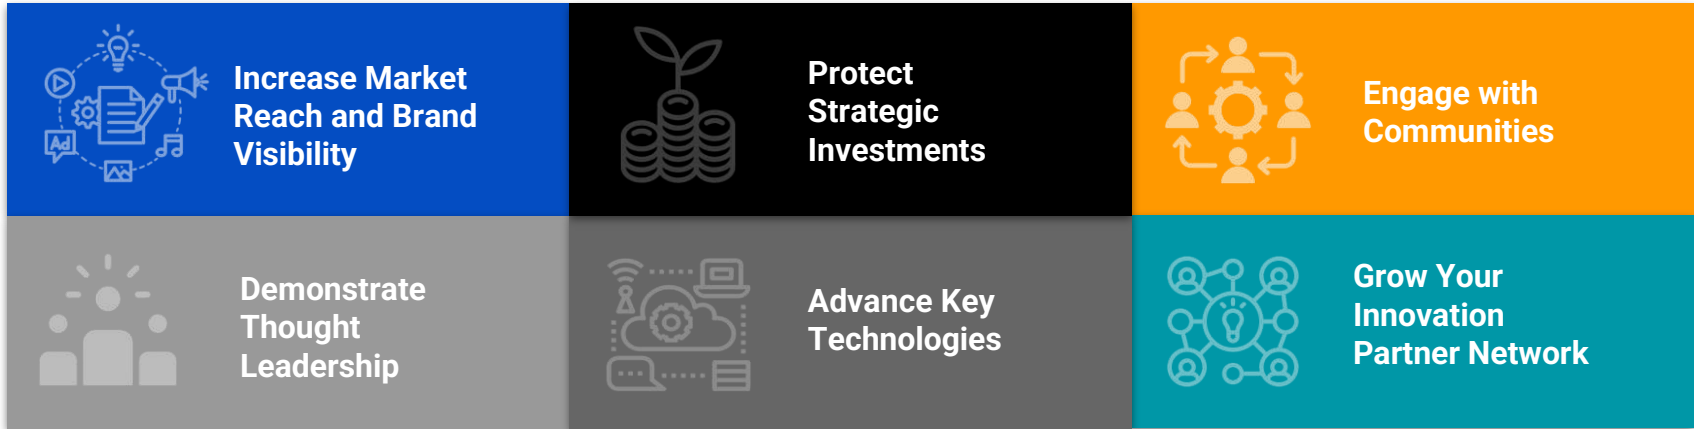 Increase Market
Reach and Brand
Visibility
Protect
Strategic
Investments
Engage with
Communities
Demonstrate
Thought
Leadership
Advance Key
Technologies
Grow Your
Innovation
Partner Network
Ad